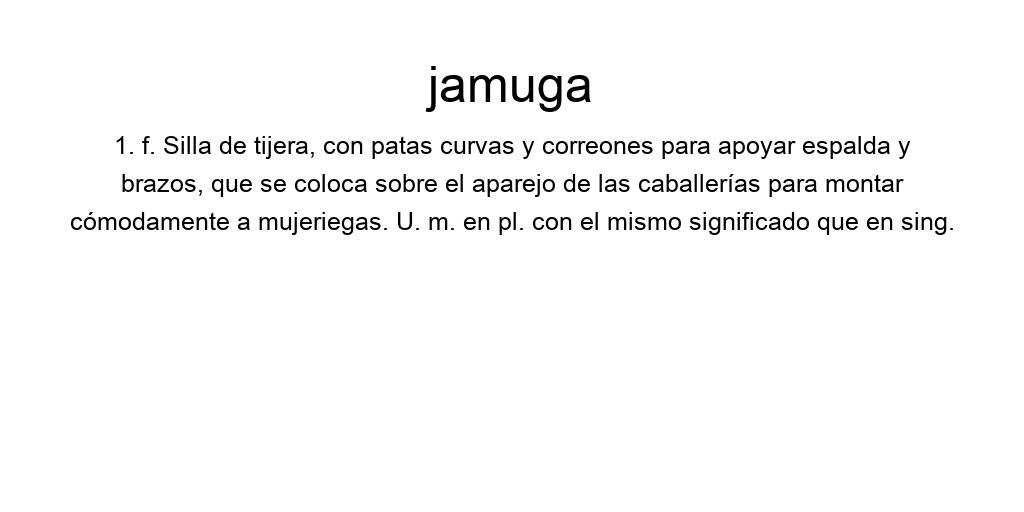 jamuga
1. f. Silla de tijera, con patas curvas y correones para apoyar espalda y
brazos, que se coloca sobre el aparejo de las caballerías para montar
cómodamente a mujeriegas. U. m. en pl. con el mismo significado que en sing.